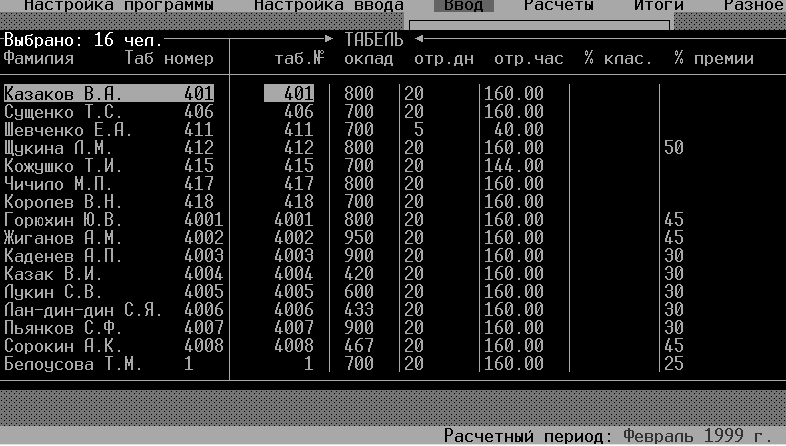 Настройка программы Настройка ввода Ввод Расчеты Итоги Разное
Выбрано: 16 чел. ТАБЕЛЬ
Фамилия Таб номер таб.№ оклад отр.дн отр.час % клас. % премии
Казаков В.А. 401 401 800 20 160.00
Сущенко Т.С. 406 406 700 20 160.00
Шевченко Е.А. 411 411 700 5 40.00
Щукина Л.М. 412 412 800 20 160.00 50
Кожушко Т.И. 415 415 700 20 144.00
Чичило М.П. 417 417 800 20 160.00
Королев В.Н. 418 418 700 20 160.00
Горюхин Ю.В. 4001 4001 800 20 160.00 45
Жиганов А.М. 4002 4002 950 20 160.00 45
Каденев А.П. 4003 4003 900 20 160.00 30
Казак В.И. 4004 4004 420 20 160.00 30
Лукин С.В. 4005 4005 600 20 160.00 30
Лан-дин-дин С.Я. 4006 4006 433 20 160.00 30
Пьянков С.Ф. 4007 4007 900 20 160.00 30
Сорокин А.К. 4008 4008 467 20 160.00 45
Белоусова Т.М. 1 1 700 20 160.00 25
Расчетный период: Февраль 1999 г.